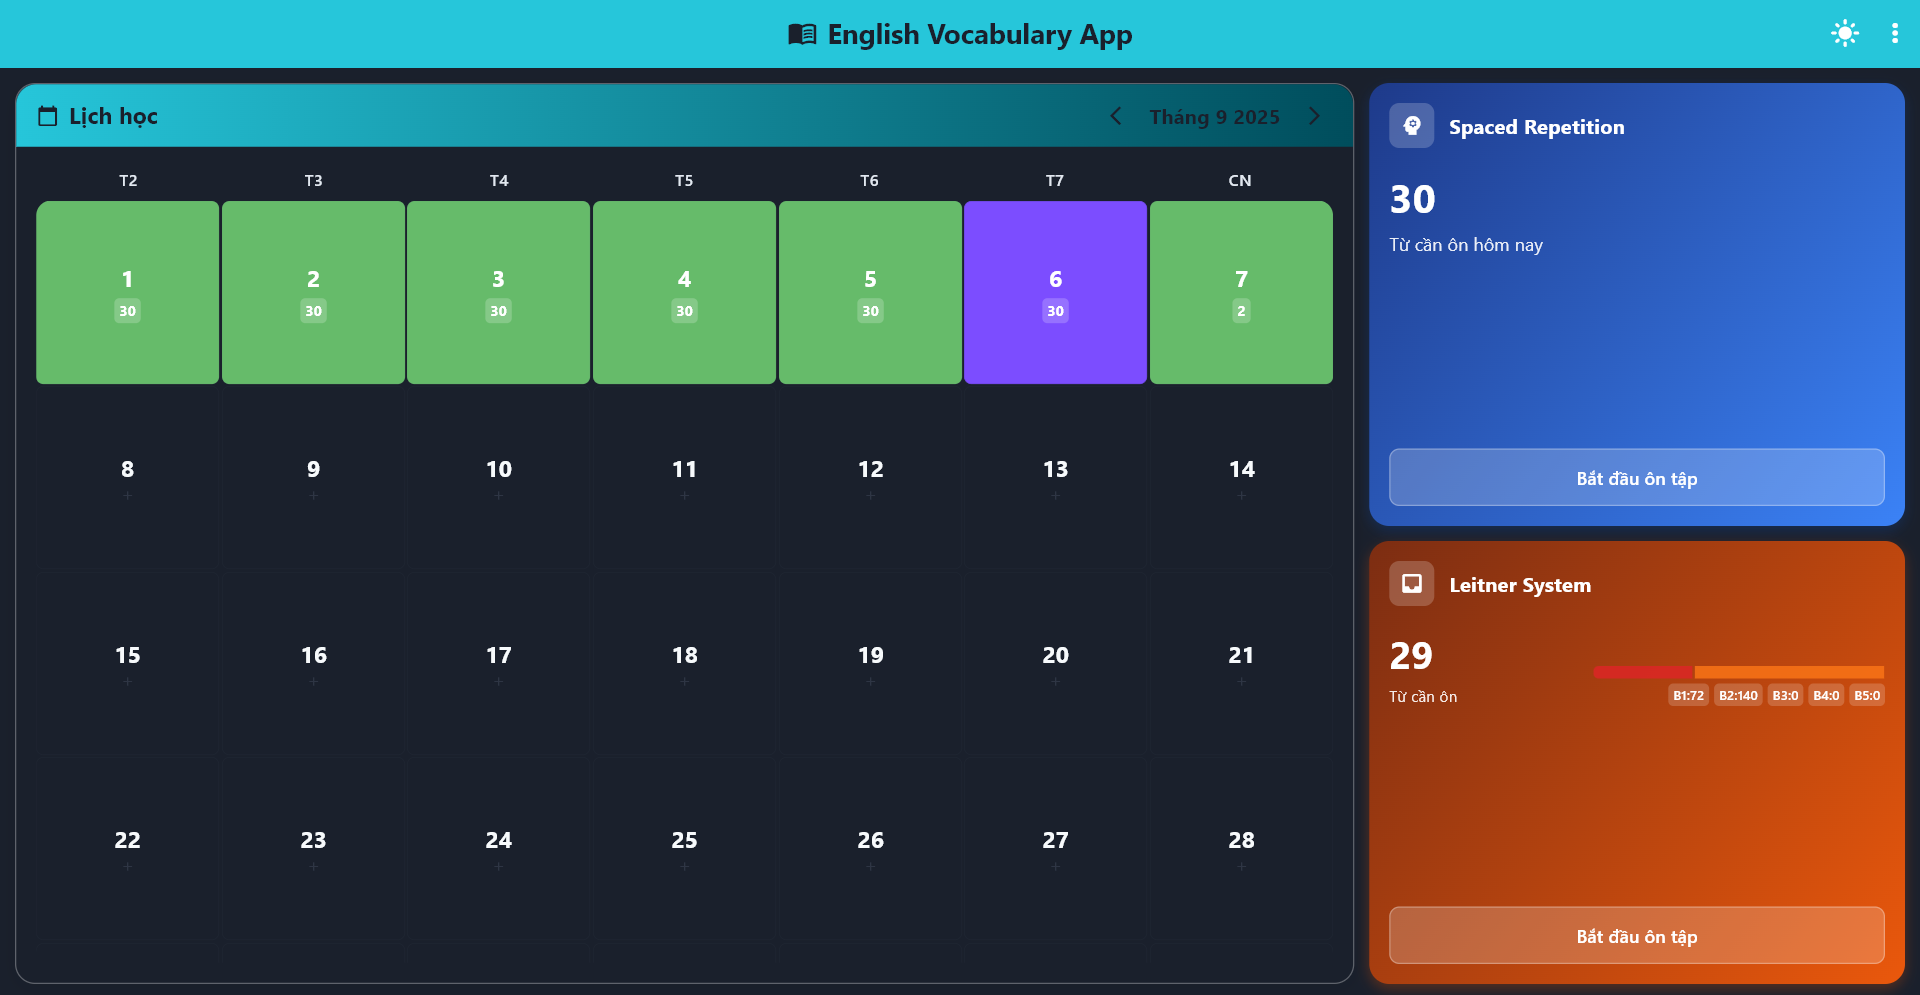 English Vocabulary App
Lịch học
Tháng 9 2025
T2 T3 T4 T5 T6 T7 CN
1 2 3 4 5 6 7
30 30 30 30 30 30 2
8 9 10 11 12 13 14
+ + + + + + +
15 16 17 18 19 20 21
+ + + + + + +
22 23 24 25 26 27 28
+ + + + + + +
Spaced Repetition
30
Từ cần ôn hôm nay
Bắt đầu ôn tập
Leitner System
29
Từ cần ôn
B1:72 B2:140 B3:0 B4:0 B5:0
Bắt đầu ôn tập